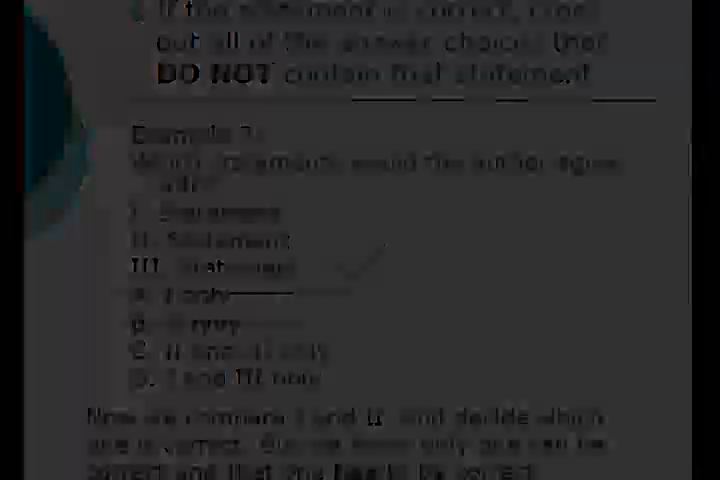 If the statement is correct, cross
out all of the answer choices that
DO NOT contain that statement
Example
Which statements would the author agree
with?
I. Statement
II. Statement
III. Statement
A. I only
B. II only
C. II and III only
D. I and III only
Now we compare I and II and decide which
one is correct. But we know only one can be
correct and that one has to be correct